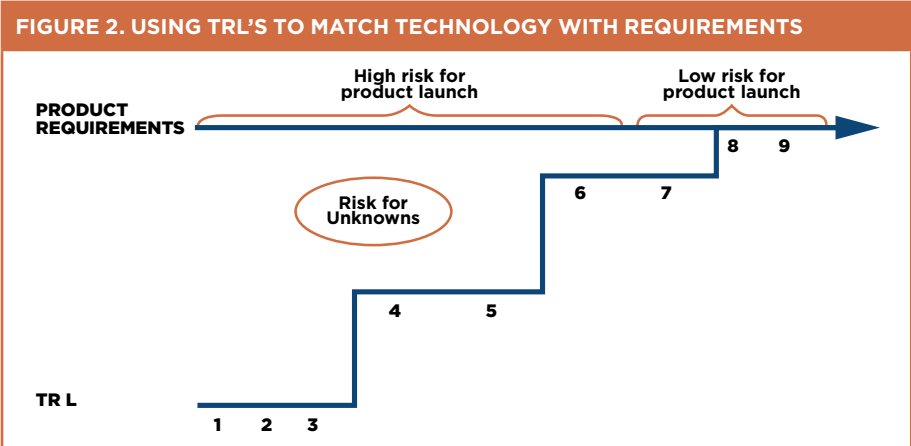 FIGURE 2. USING TRL'S TO MATCH TECHNOLOGY WITH REQUIREMENTS
High risk for
product launch
Low risk for
product launch
PRODUCT
REQUIREMENTS
8 9
6 7
Risk for
Unknowns
4 5
TR L
1 2 3